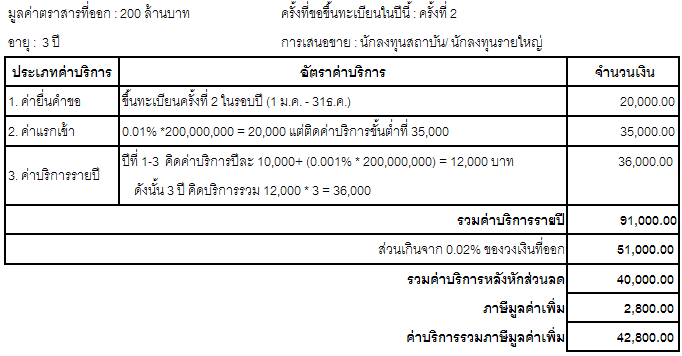 มูลค่าตราสารที่ออก : 200 ล้านบาท ครั้งที่ขอขึ้นทะเบียนในปีนี้ : ครั้งที่ 2
อายุ : 3 ปี การเสนอขาย : นักลงทุนสถาบัน/ นักลงทุนรายใหญ่
ประเภทค่าบริการ อัตราค่าบริการ จำนวนเงิน
1. ค่ายื่นคำขอ ขึ้นทะเบียนครั้งที่ 2 ในรอบปี (1 ม.ค. - 31ธ.ค.) 20,000.00
2. ค่าแรกเข้า 0.01% *200,000,000 = 20,000 แต่ติดค่าบริการขั้นต่ำที่ 35,000 35,000.00
3. ค่าบริการรายปี ปีที่ 1-3 คิดค่าบริการปีละ 10,000+ (0.001% * 200,000,000) = 12,000 บาท 36,000.00
ดังนั้น 3 ปี คิดบริการรวม 12,000 * 3 = 36,000
รวมค่าบริการรายปี 91,000.00
ส่วนเกินจาก 0.02% ของวงเงินที่ออก 51,000.00
รวมค่าบริการหลังหักส่วนลด 40,000.00
ภาษีมูลค่าเพิ่ม 2,800.00
ค่าบริการรวมภาษีมูลค่าเพิ่ม 42,800.00